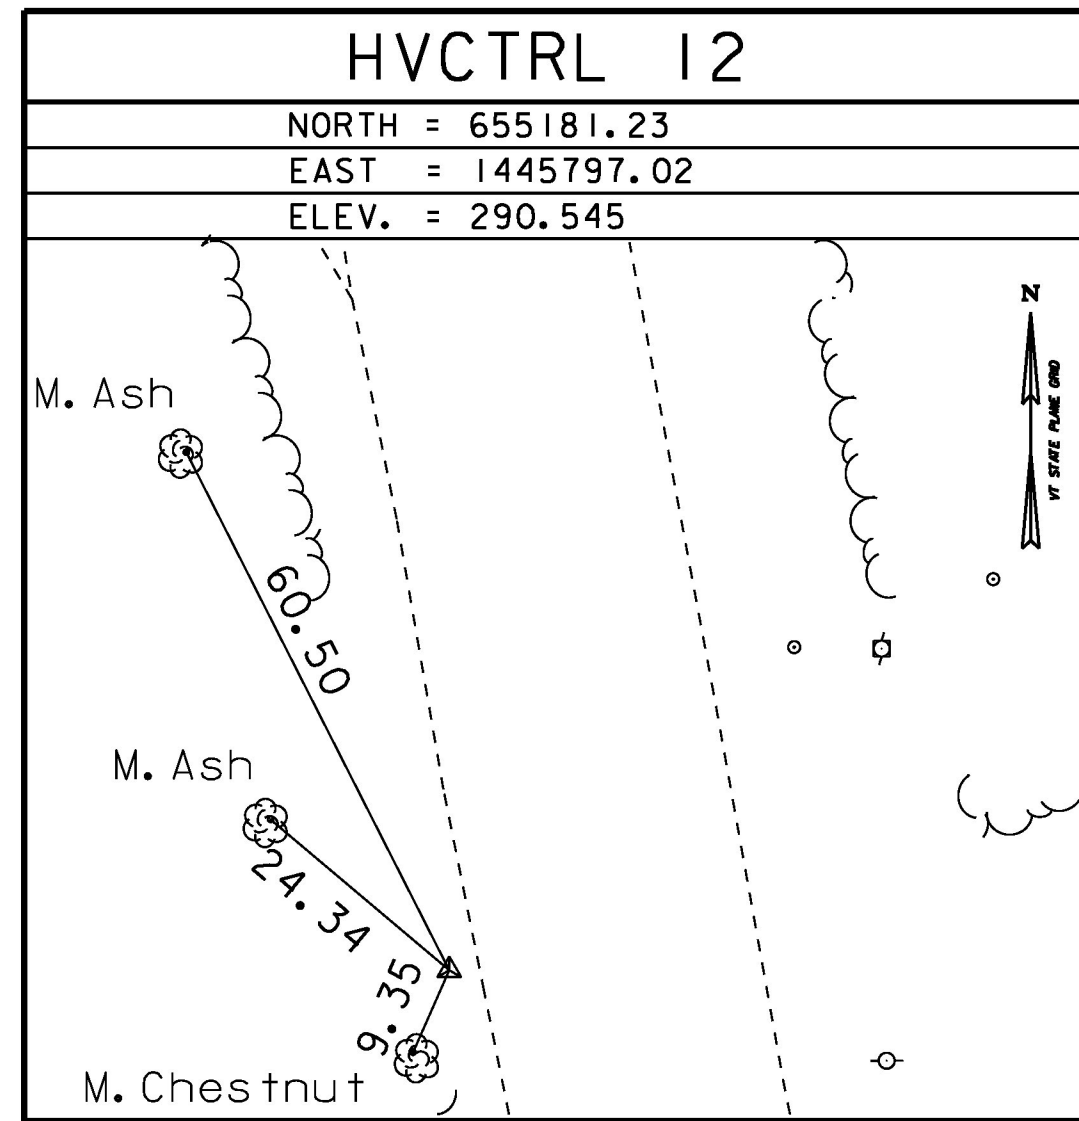 HVCTRL 12
NORTH = 655181.23
EAST = 1445797.02
ELEV. = 290.545
N
VT STATE PLANE GRID
M. Ash
60.50
M. Ash
24.34
9.35
M. Chestnut